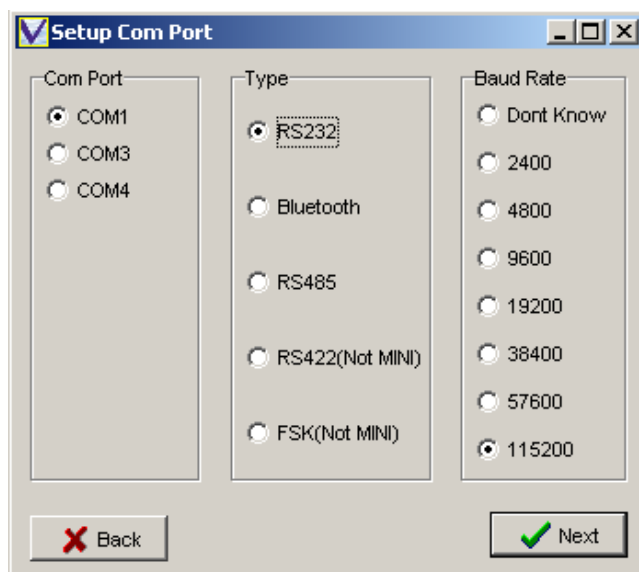 Setup Com Port
Com Port
COM1
COM3
COM4
Type
RS232
Bluetooth
RS485
RS422(Not MINI)
FSK(Not MINI)
Baud Rate
Dont Know
2400
4800
9600
19200
38400
57600
115200
Back
Next